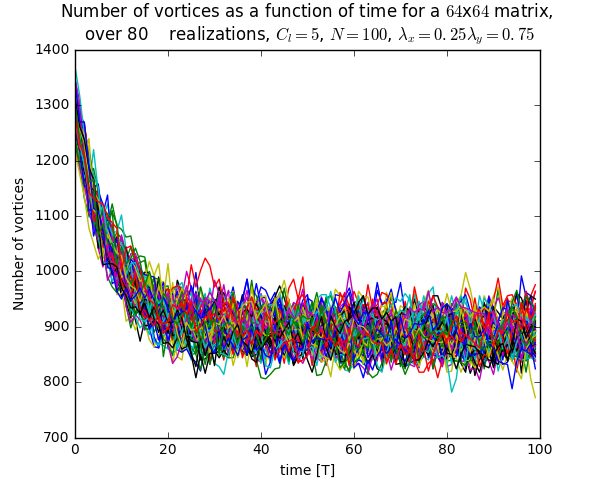 Number of vortices as a function of time for a 64x64 matrix,
over 80    realizations, C_l = 5, N = 100, λ_x = 0.25λ_y = 0.75
1400
1300
1200
1100
1000
900
800
700
Number of vortices
0 20 40 60 80 100
time [T]